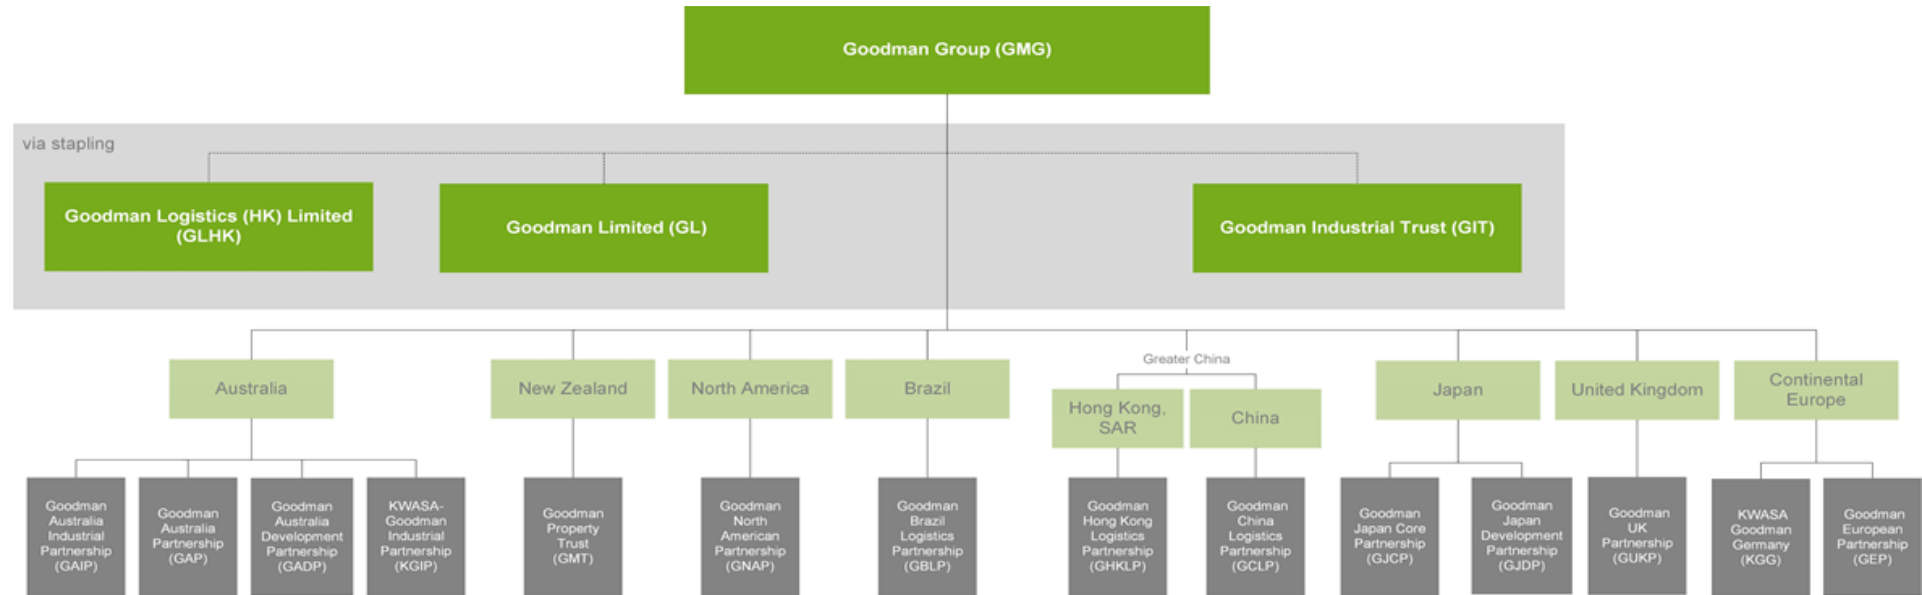 Goodman Group (GMG)
via stapling
Goodman Logistics (HK) Limited
(GLHK)
Goodman Limited (GL)
Goodman Industrial Trust (GIT)
Greater China
Australia
New Zealand
North America
Brazil
Hong Kong,
SAR
China
Japan
United Kingdom
Continental
Europe
Goodman
Australia
Industrial
Partnership
(GAIP)
Goodman
Australia
Partnership
(GAP)
Goodman
Australia
Development
Partnership
(GADP)
KWASA-
Goodman
Industrial
Partnership
(KGIP)
Goodman
Property
Trust
(GMT)
Goodman
North
American
Partnership
(GNAP)
Goodman
Brazil
Logistics
Partnership
(GBLP)
Goodman
Hong Kong
Logistics
Partnership
(GHKLP)
Goodman
China
Logistics
Partnership
(GCLP)
Goodman
Japan Core
Partnership
(GJCP)
Goodman
Japan
Development
Partnership
(GJDP)
Goodman
UK
Partnership
(GUKP)
KWASA
Goodman
Germany
(KGG)
Goodman
European
Partnership
(GEP)